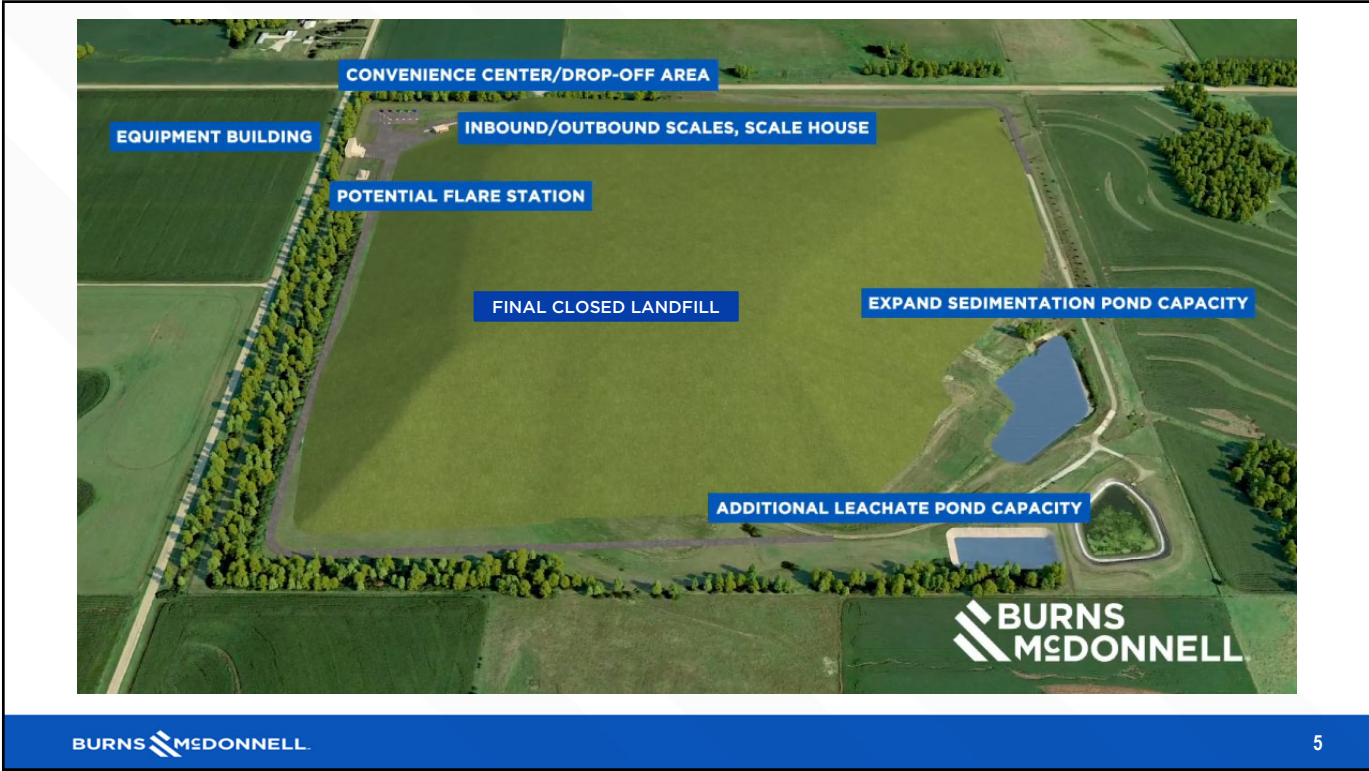 CONVENIENCE CENTER/DROP-OFF AREA
EQUIPMENT BUILDING
INBOUND/OUTBOUND SCALES, SCALE HOUSE
POTENTIAL FLARE STATION
FINAL CLOSED LANDFILL
EXPAND SEDIMENTATION POND CAPACITY
ADDITIONAL LEACHATE POND CAPACITY
BURNS
MCDONNELL
BURNS MCDONNELL
5